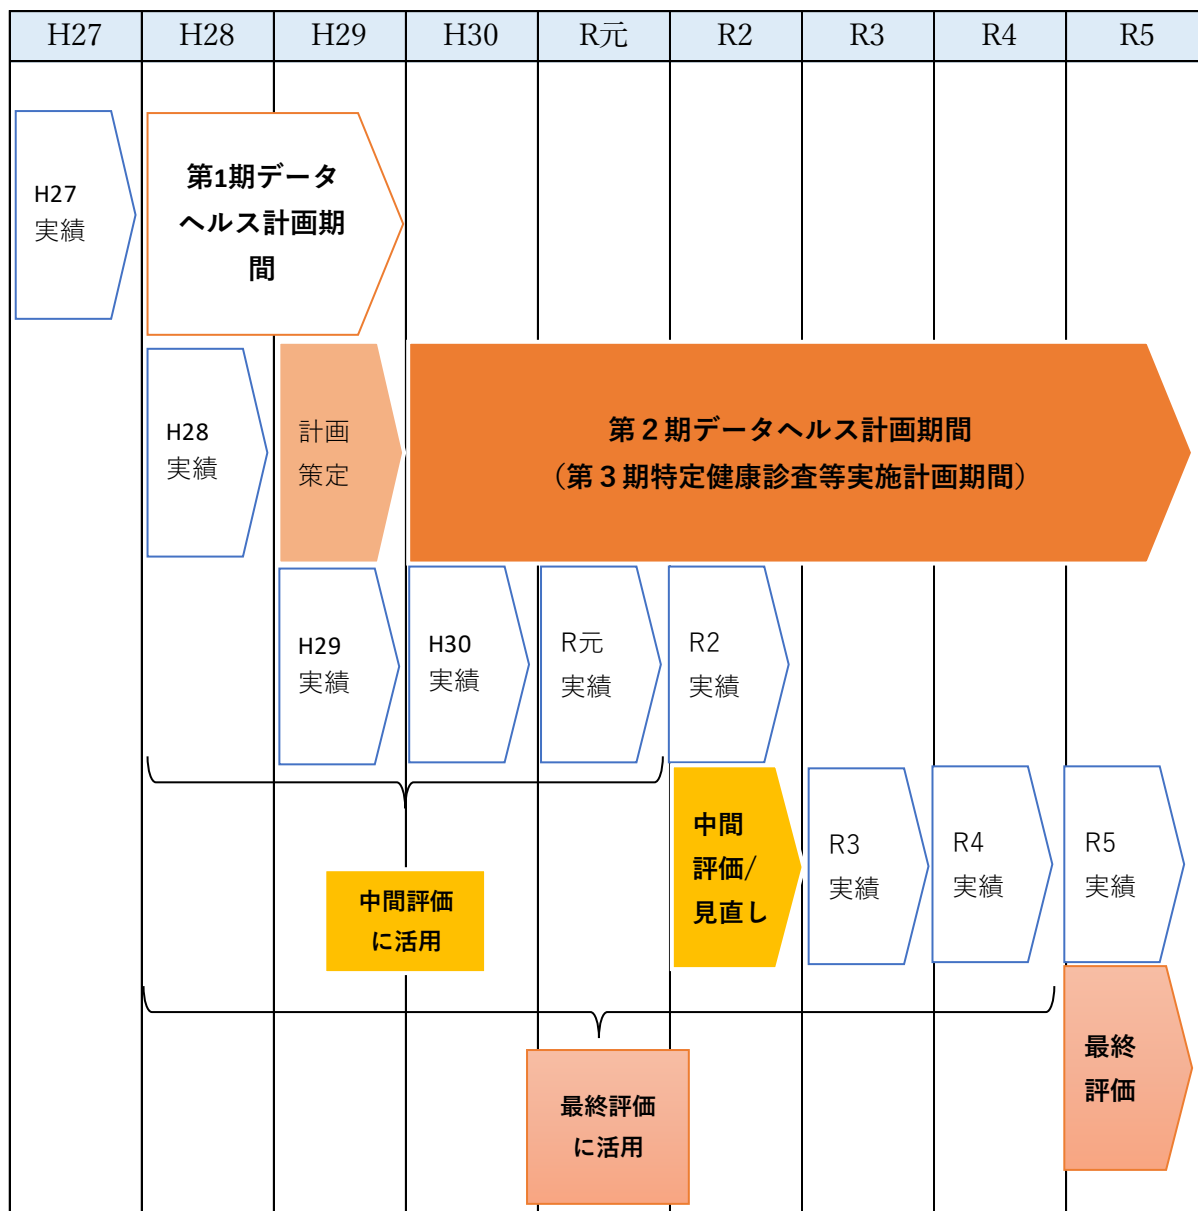 H27 H28 H29 H30 R元 R2 R3 R4 R5
H27
実績
第1期データ
ヘルス計画期
間
H28
実績
計画
策定
第２期データヘルス計画期間
（第３期特定健康診査等実施計画期間）
H29
実績
H30
実績
R元
実績
R2
実績
中間
評価/
見直し
R3
実績
R4
実績
R5
実績
中間評価
に活用
最終
評価
最終評価
に活用